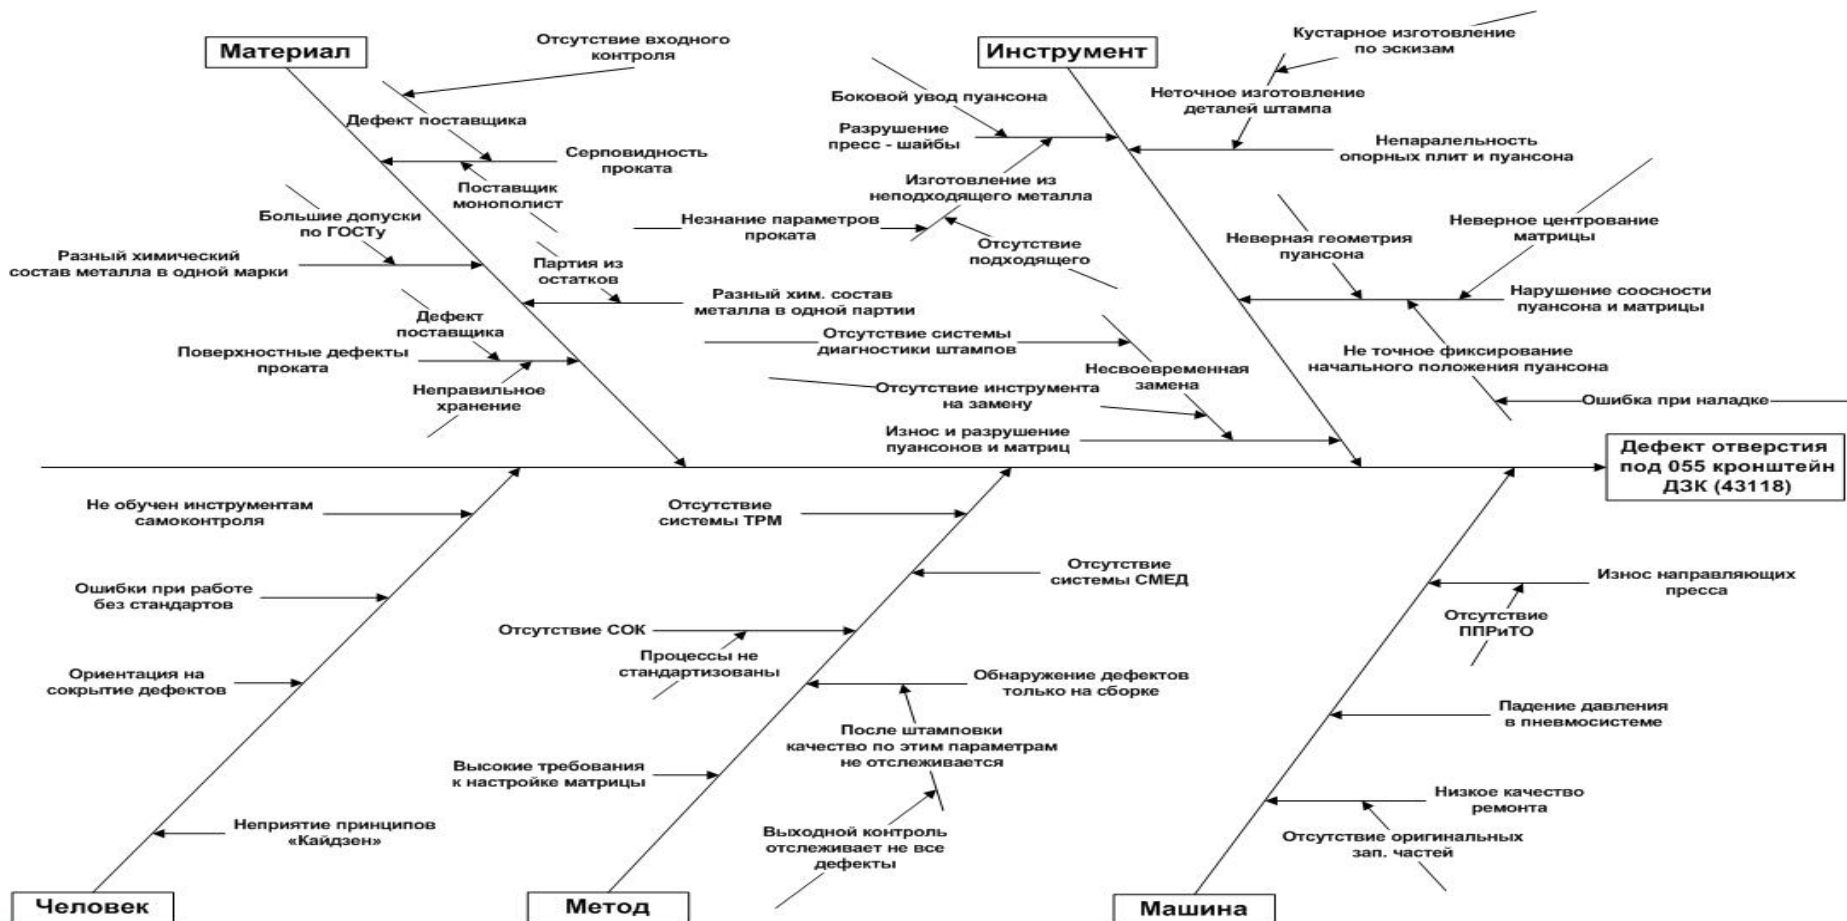 Материал
Отсутствие входного
контроля
Дефект поставщика
Серповидность
проката
Поставщик
монополист
Большие допуски
по ГОСТу
Разный химический
состав металла в одной марки
Партия из
остатков
Разный хим. состав
металла в одной партии
Дефект
поставщика
Поверхностные дефекты
проката
Неправильное
хранение
Инструмент
Кустарное изготовление
по эскизам
Боковой увод пуансона
Неточное изготовление
деталей штампа
Разрушение
пресс - шайбы
Непаралельность
опорных плит и пуансона
Изготовление из
неподходящего металла
Незнание параметров
проката
Отсутствие
подходящего
Неверная геометрия
пуансона
Неверное центрование
матрицы
Нарушение соосности
пуансона и матрицы
Отсутствие системы
диагностики штампов
Не точное фиксирование
начального положения пуансона
Несвоевременная
замена
Отсутствие инструмента
на замену
Ошибка при наладке
Износ и разрушение
пуансонов и матриц
Дефект отверстия
под 055 кронштейн
ДЗК (43118)
Не обучен инструментам
самоконтроля
Ошибки при работе
без стандартов
Ориентация на
сокрытие дефектов
Неприятие принципов
«Кайдзен»
Человек
Отсутствие
системы ТРМ
Отсутствие
системы СМЕД
Отсутствие СОК
Процессы не
стандартизованы
Обнаружение дефектов
только на сборке
После штамповки
качество по этим параметрам
не отслеживается
Высокие требования
к настройке матрицы
Выходной контроль
отслеживает не все
дефекты
Метод
Износ направляющих
пресса
Отсутствие
ППРиТО
Падение давления
в пневмосистеме
Низкое качество
ремонта
Отсутствие оригинальных
зап. частей
Машина